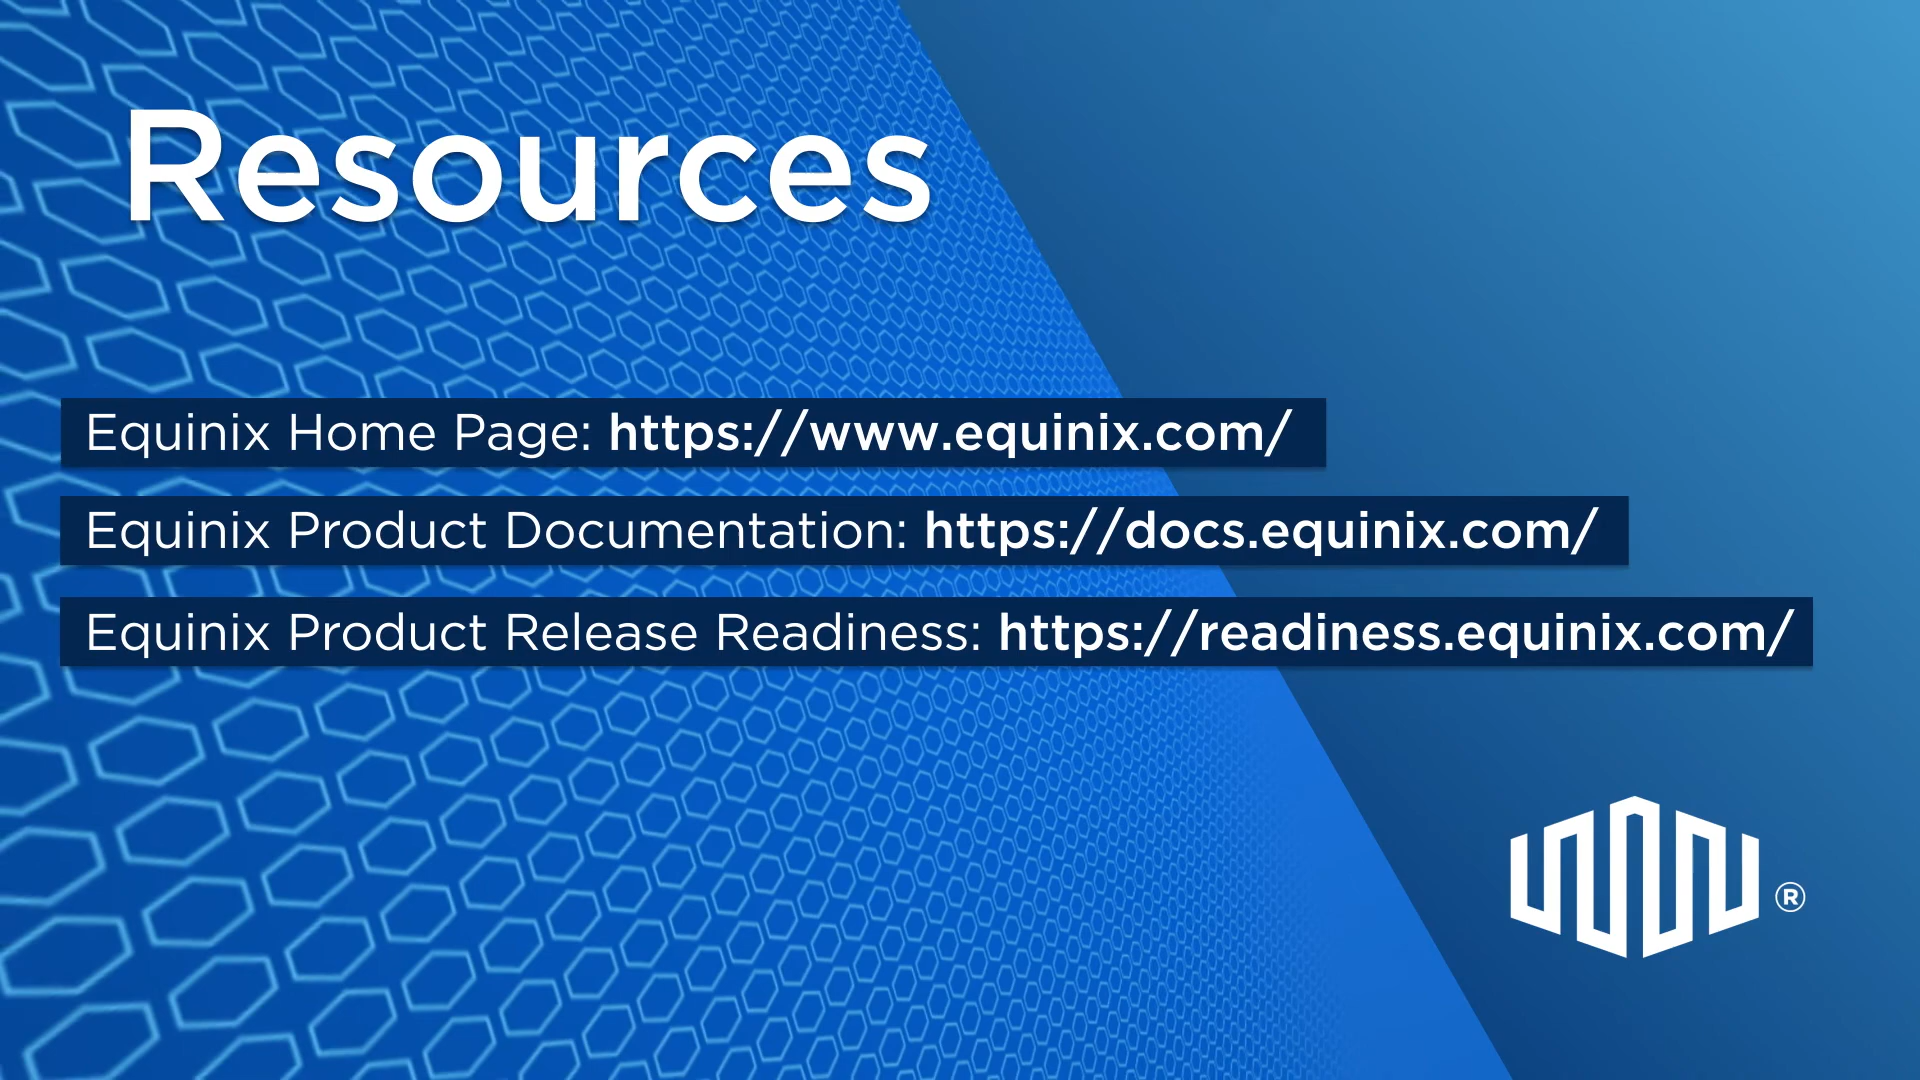 Resources
Equinix Home Page: https://www.equinix.com/
Equinix Product Documentation: https://docs.equinix.com/
Equinix Product Release Readiness: https://readiness.equinix.com/
®